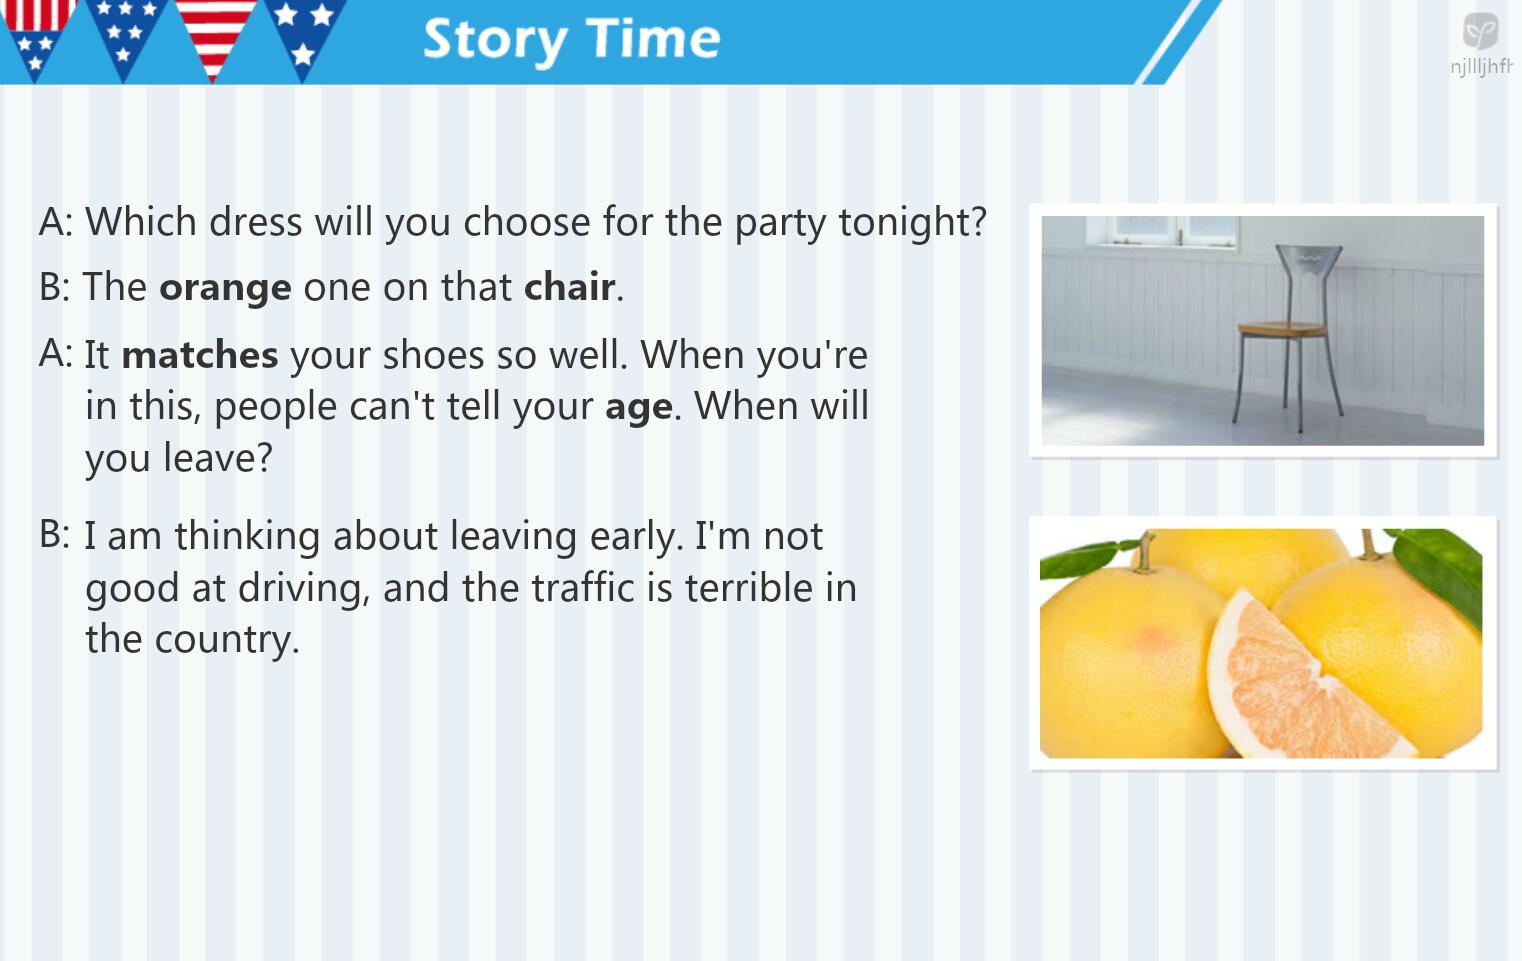 Story Time
njllljhfh
A: Which dress will you choose for the party tonight?
B: The orange one on that chair.
A: It matches your shoes so well. When you're
in this, people can't tell your age. When will
you leave?
B: I am thinking about leaving early. I'm not
good at driving, and the traffic is terrible in
the country.